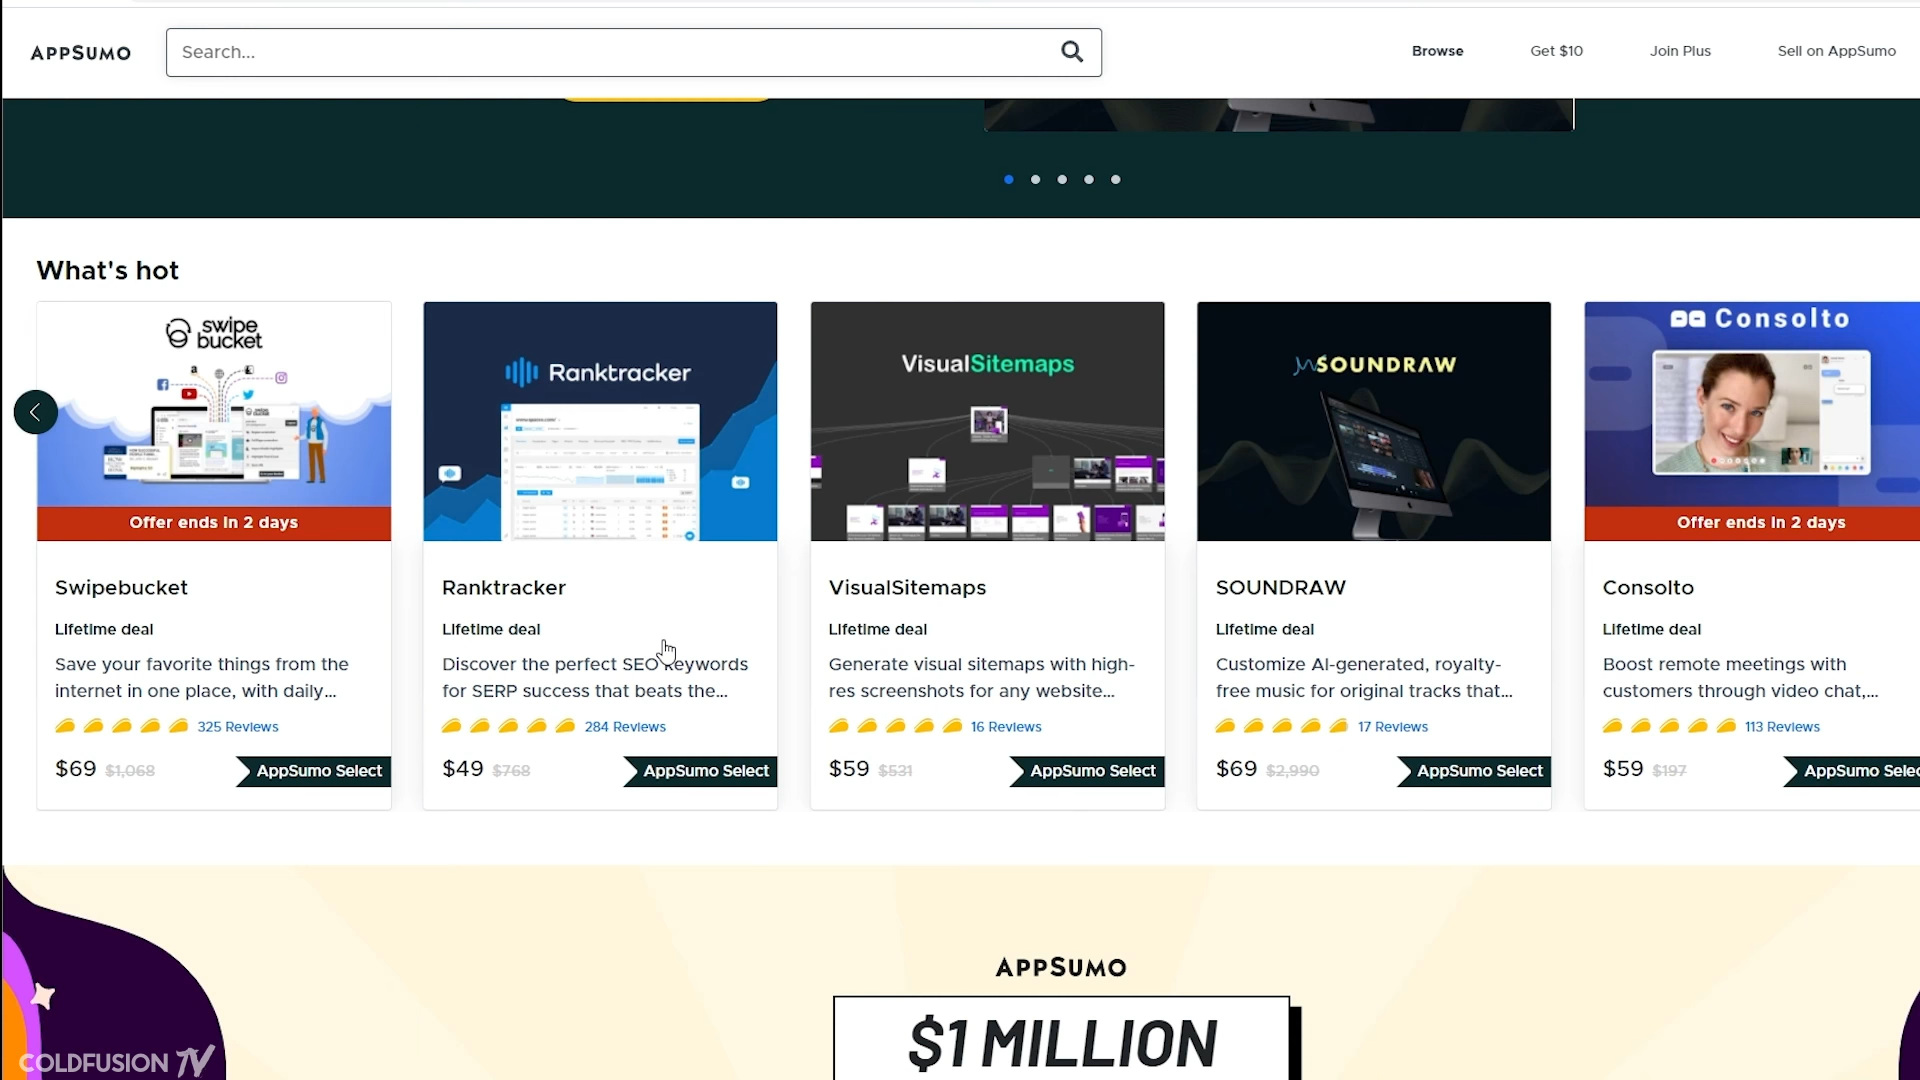 APPSUMO
Search...
Browse
Get $10
Join Plus
Sell on AppSumo
What's hot
swipe
bucket
Offer ends in 2 days
Swipebucket
Lifetime deal
Save your favorite things from the
internet in one place, with daily...
325 Reviews
$69 $1,068
AppSumo Select
Ranktracker
Ranktracker
Lifetime deal
Discover the perfect SEO keywords
for SERP success that beats the...
284 Reviews
$49 $768
AppSumo Select
VisualSitemaps
VisualSitemaps
Lifetime deal
Generate visual sitemaps with high-
res screenshots for any website...
16 Reviews
$59 $531
AppSumo Select
SOUNDRAW
SOUNDRAW
Lifetime deal
Customize AI-generated, royalty-
free music for original tracks that...
17 Reviews
$69 $2,990
AppSumo Select
Consolto
Offer ends in 2 days
Consolto
Lifetime deal
Boost remote meetings with
customers through video chat,...
113 Reviews
$59 $197
AppSumo Selec
APPSUMO
$1 MILLION
COLDFUSION TV